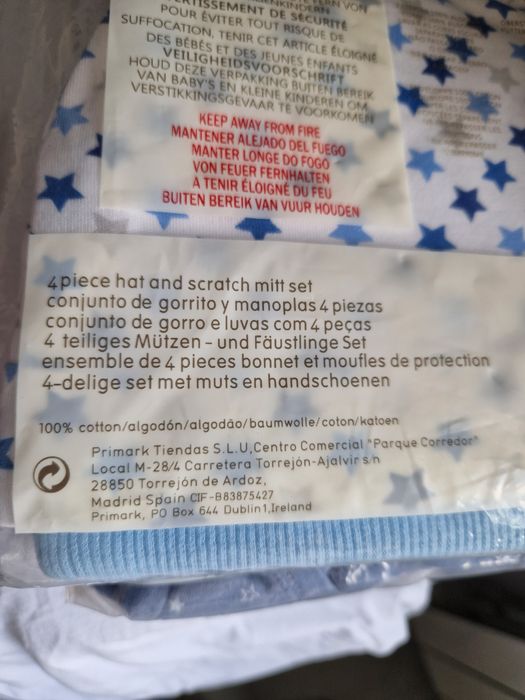 POUR ÉVITER TOUT RISQUE DE
SUFFOCATION, TENIR CET ARTICLE ÉLOIGNÉ
DES BÉBÉS ET DES JEUNES ENFANTS
VEILIGHEIDSVOORSCHRIFT
HOUD DEZE VERPAKKING BUITEN BEREIK
VAN BABY'S EN KLEINE KINDEREN OM
VERSTIKKINGSGEVAAR TE VOORKOMEN
KEEP AWAY FROM FIRE
MANTENER ALEJADO DEL FUEGO
MANTER LONGE DO FOGO
VON FEUER FERNHALTEN
À TENIR ÉLOIGNÉ DU FEU
BUITEN BEREIK VAN VUUR HOUDEN
4 piece hat and scratch mitt set
conjunto de gorrito y manoplas 4 piezas
conjunto de gorro e luvas com 4 peças
4 teiliges Mützen - und Fäustlinge Set
ensemble de 4 pieces bonnet et moufles de protection
4-delige set met muts en handschoenen
100% cotton/algodón/algodão/baumwolle/coton/katoen
Primark Tiendas S.L.U,Centro Comercial "Parque Corredor"
Local M-28/4 Carretera Torrejón-Ajalvir s/n
28850 Torrejón de Ardoz,
Madrid Spain CIF-B83875427
Primark, PO Box 644 Dublin 1,Ireland